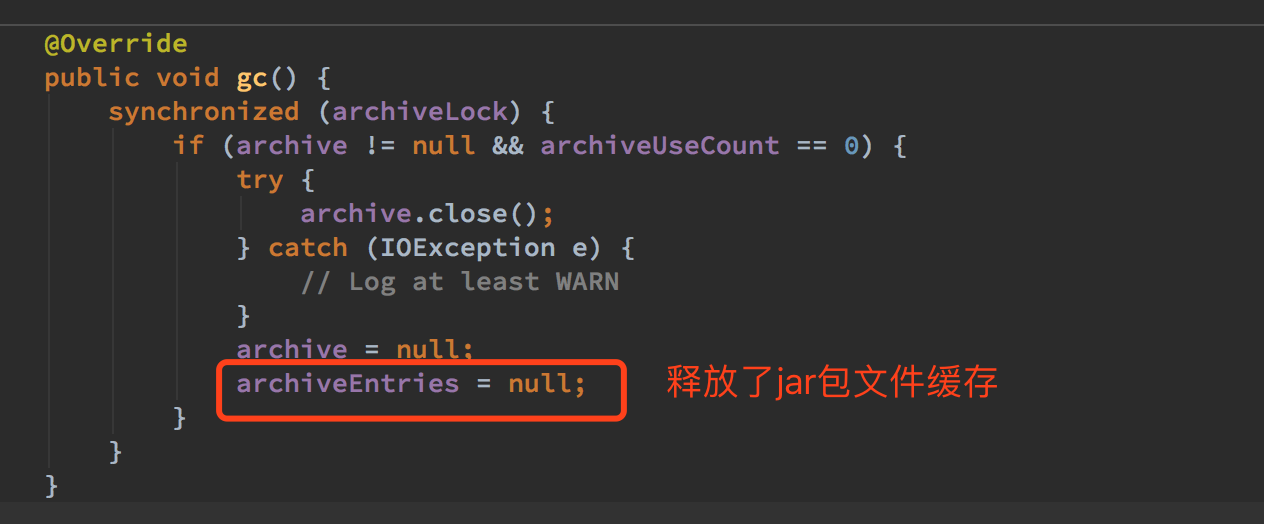 @Override
public void gc() {
synchronized (archiveLock) {
if (archive != null && archiveUseCount == 0) {
try {
archive.close();
} catch (IOException e) {
// Log at least WARN
}
archive = null;
archiveEntries = null; 释放了jar包文件缓存
}
}
}